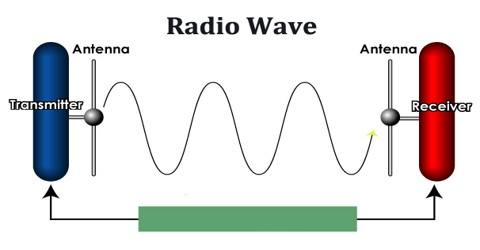 Radio Wave
Antenna
Antenna
Transmitter
Receiver